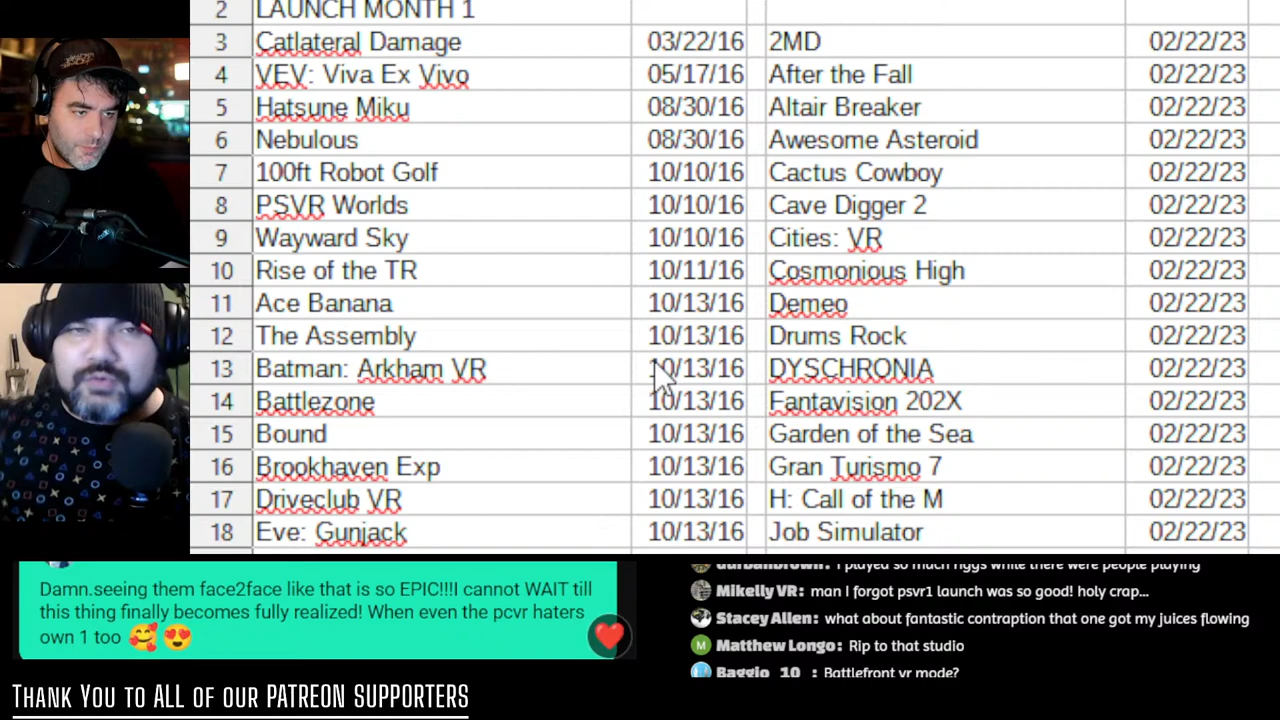 2 LAUNCH MONTH 1
3 Catlateral Damage 03/22/16 2MD 02/22/23
4 VEV: Viva Ex Vivo 05/17/16 After the Fall 02/22/23
5 Hatsune Miku 08/30/16 Altair Breaker 02/22/23
6 Nebulous 08/30/16 Awesome Asteroid 02/22/23
7 100ft Robot Golf 10/10/16 Cactus Cowboy 02/22/23
8 PSVR Worlds 10/10/16 Cave Digger 2 02/22/23
9 Wayward Sky 10/10/16 Cities: VR 02/22/23
10 Rise of the TR 10/11/16 Cosmonious High 02/22/23
11 Ace Banana 10/13/16 Demeo 02/22/23
12 The Assembly 10/13/16 Drums Rock 02/22/23
13 Batman: Arkham VR 10/13/16 DYSCHRONIA 02/22/23
14 Battlezone 10/13/16 Fantavision 202X 02/22/23
15 Bound 10/13/16 Garden of the Sea 02/22/23
16 Brookhaven Exp 10/13/16 Gran Turismo 7 02/22/23
17 Driveclub VR 10/13/16 H: Call of the M 02/22/23
18 Eve: Gunjack 10/13/16 Job Simulator 02/22/23
Damn.seeing them face2face like that is so EPIC!!!I cannot WAIT till
this thing finally becomes fully realized! When even the pcvr haters
own 1 too 🥰😍
I played so much riggs while there were people playing
Mikelly VR: man I forgot psvr1 launch was so good! holy crap...
Stacey Allen: what about fantastic contraption that one got my juices flowing
Matthew Longo: Rip to that studio
Baggio_10: Battlefront vr mode?
THANK YOU TO ALL OF OUR PATREON SUPPORTERS